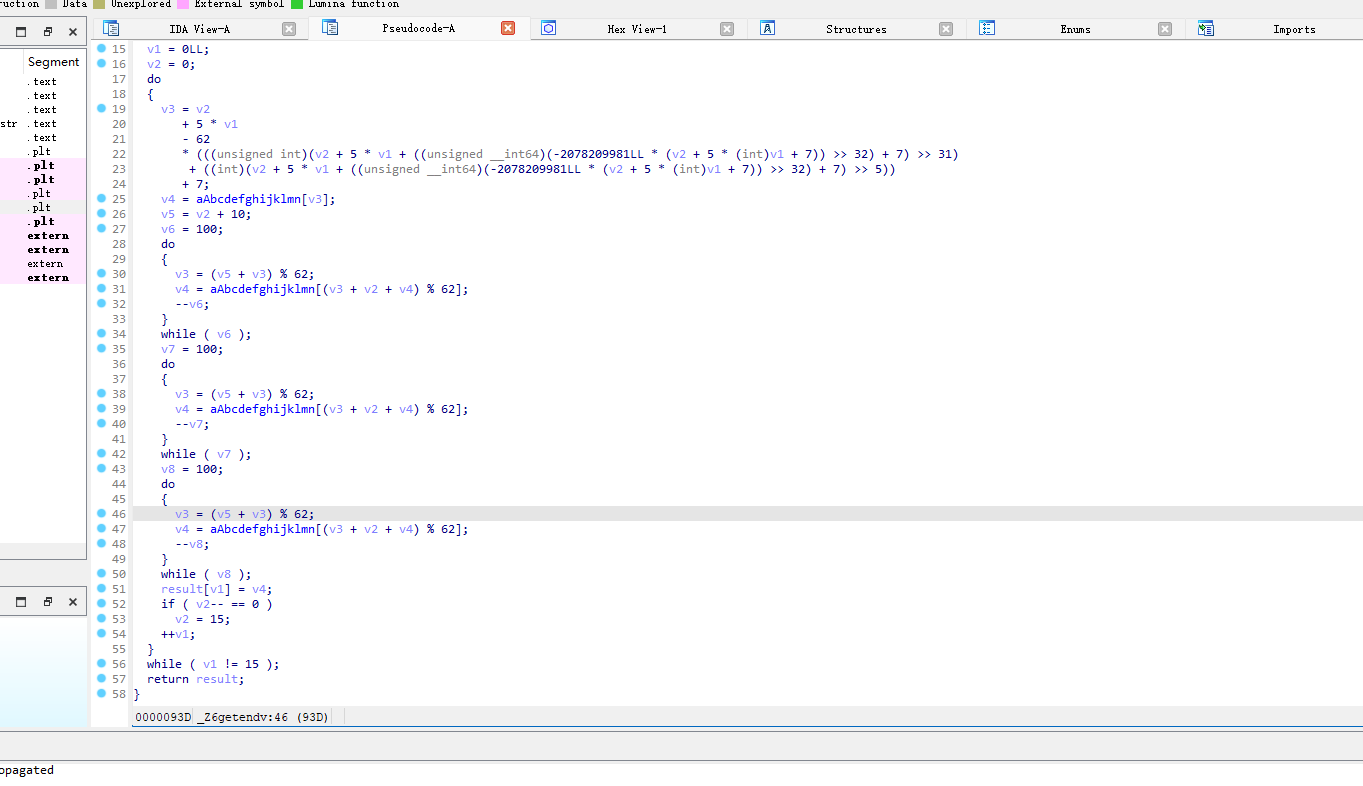 ruction Data Unexplored External symbol Lumina function
IDA View-A Pseudocode-A Hex View-1 Structures Enums Imports
Segment
.text
.text
.text
str .text
.text
.plt
.plt
.plt
.plt
.plt
.plt
extern
extern
extern
extern
15 v1 = 0LL;
16 v2 = 0;
17 do
18 {
19 v3 = v2
20 + 5 * v1
21 - 62
22 * (((unsigned int)(v2 + 5 * v1 + ((unsigned __int64)(-2078209981LL * (v2 + 5 * (int)v1 + 7)) >> 32) + 7) >> 31)
23 + ((int)(v2 + 5 * v1 + ((unsigned __int64)(-2078209981LL * (v2 + 5 * (int)v1 + 7)) >> 32) + 7) >> 5))
24 + 7;
25 v4 = aAbcdefghijklmn[v3];
26 v5 = v2 + 10;
27 v6 = 100;
28 do
29 {
30 v3 = (v5 + v3) % 62;
31 v4 = aAbcdefghijklmn[(v3 + v2 + v4) % 62];
32 --v6;
33 }
34 while ( v6 );
35 v7 = 100;
36 do
37 {
38 v3 = (v5 + v3) % 62;
39 v4 = aAbcdefghijklmn[(v3 + v2 + v4) % 62];
40 --v7;
41 }
42 while ( v7 );
43 v8 = 100;
44 do
45 {
46 v3 = (v5 + v3) % 62;
47 v4 = aAbcdefghijklmn[(v3 + v2 + v4) % 62];
48 --v8;
49 }
50 while ( v8 );
51 result[v1] = v4;
52 if ( v2-- == 0 )
53 v2 = 15;
54 ++v1;
55 }
56 while ( v1 != 15 );
57 return result;
58 }
0000093D _Z6getendv:46 (93D)
opagated